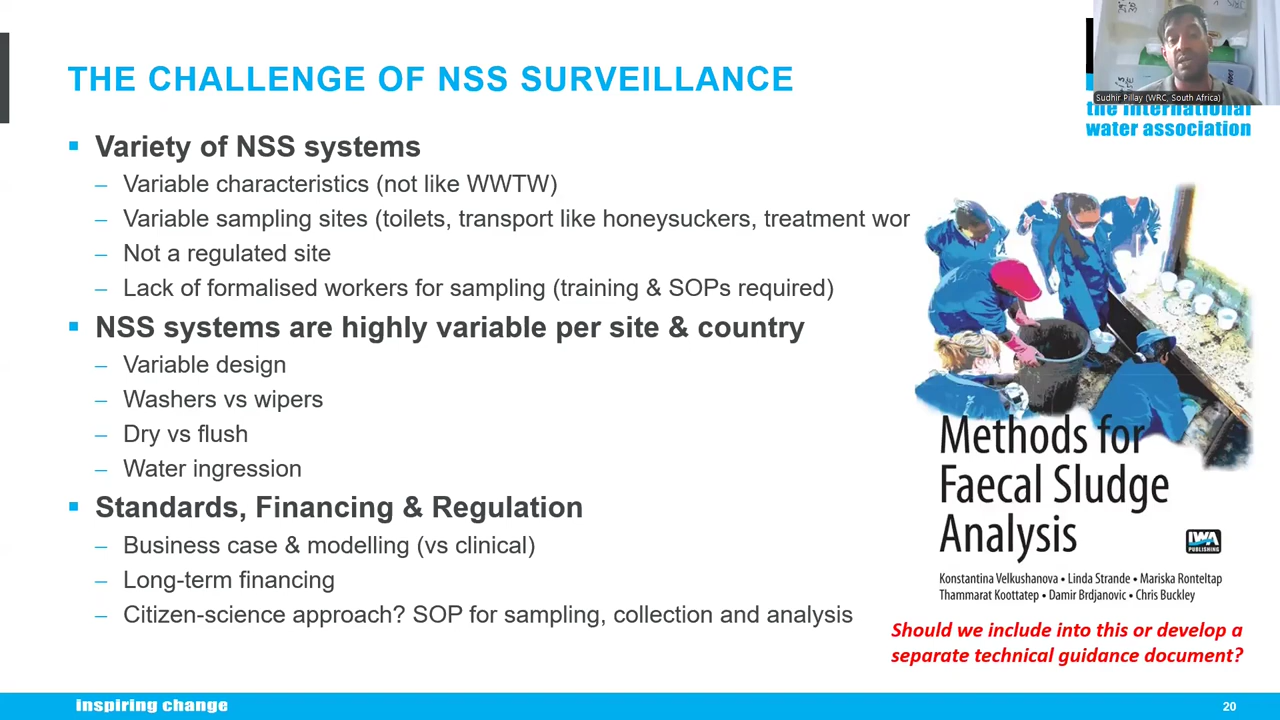 THE CHALLENGE OF NSS SURVEILLANCE
Sudhir Pillay (WRC, South Africa)
the international
water association
▪ Variety of NSS systems
– Variable characteristics (not like WWTW)
– Variable sampling sites (toilets, transport like honeysuckers, treatment wor
– Not a regulated site
– Lack of formalised workers for sampling (training & SOPs required)
▪ NSS systems are highly variable per site & country
– Variable design
– Washers vs wipers
– Dry vs flush
– Water ingression
▪ Standards, Financing & Regulation
– Business case & modelling (vs clinical)
– Long-term financing
– Citizen-science approach? SOP for sampling, collection and analysis
Methods for
Faecal Sludge
Analysis
IWA
PUBLISHING
Konstantina Velkushanova • Linda Strande • Mariska Ronteltap
Thammarat Koottatep • Damir Brdjanovic • Chris Buckley
Should we include into this or develop a
separate technical guidance document?
inspiring change
20